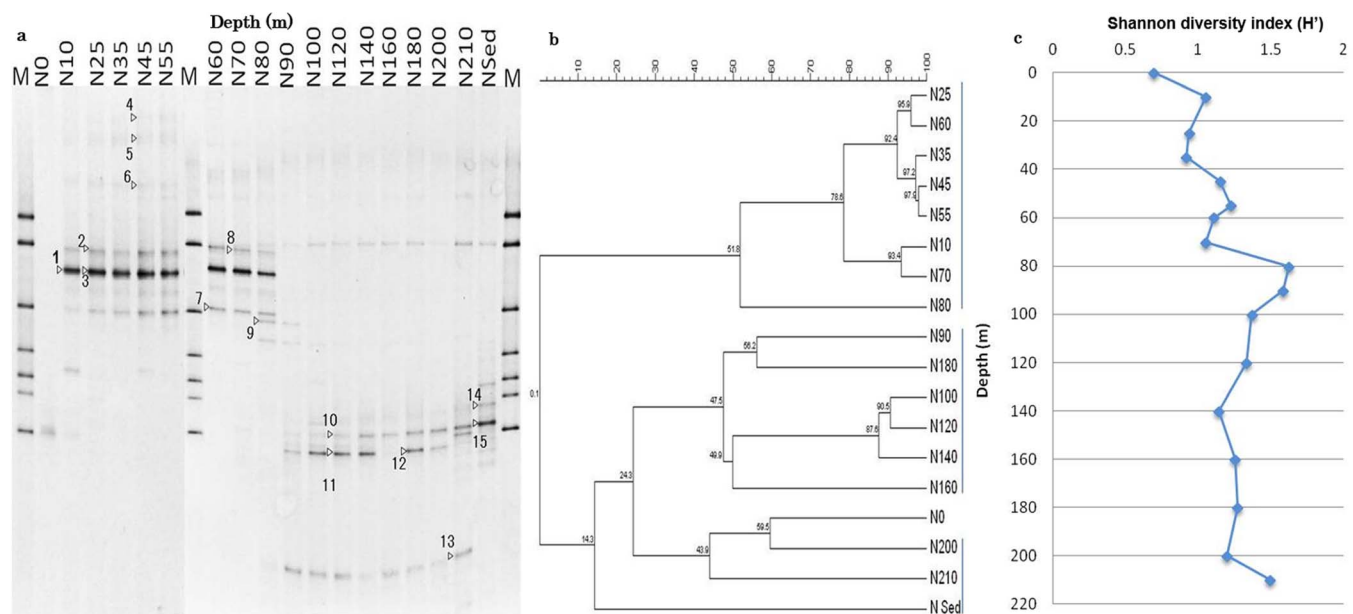 a
Depth (m)
M N0 N10 N25 N35 N45 N55 M N60 N70 N80 N90 N100 N120 N140 N160 N180 N200 N210 NSed M
4
5
6
2
8
1
3
7
9
10
14
15
12
11
13
b
10 20 30 40 50 60 70 80 90 100
N25
95.9
N60
92.4
N35
97.2
N45
97.9
N55
78.6
N10
93.4
N70
51.8
N80
N90
56.2
N180
0.1
47.5
N100
90.5
N120
87.6
N140
49.9
N160
24.3
N0
59.5
N200
14.3
43.9
N210
N Sed
c
Shannon diversity index (H’)
0 0.5 1 1.5 2
0
20
40
60
80
100
120
140
160
180
200
220
Depth (m)